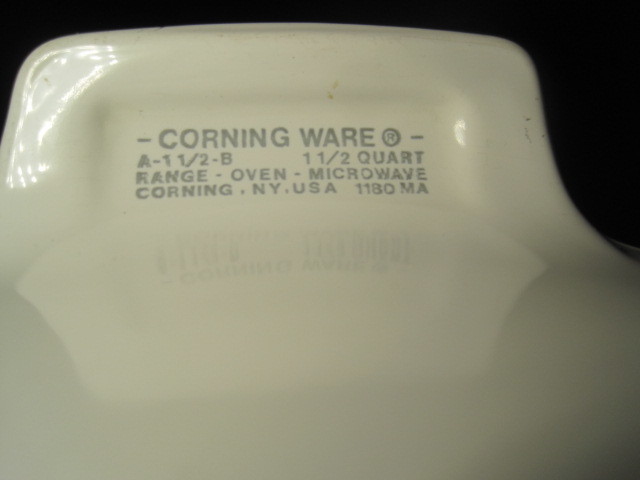 - CORNING WARE ® -
A-1 1/2-B 1 1/2 QUART
RANGE - OVEN - MICROWAVE
CORNING, NY, USA 1180 MA